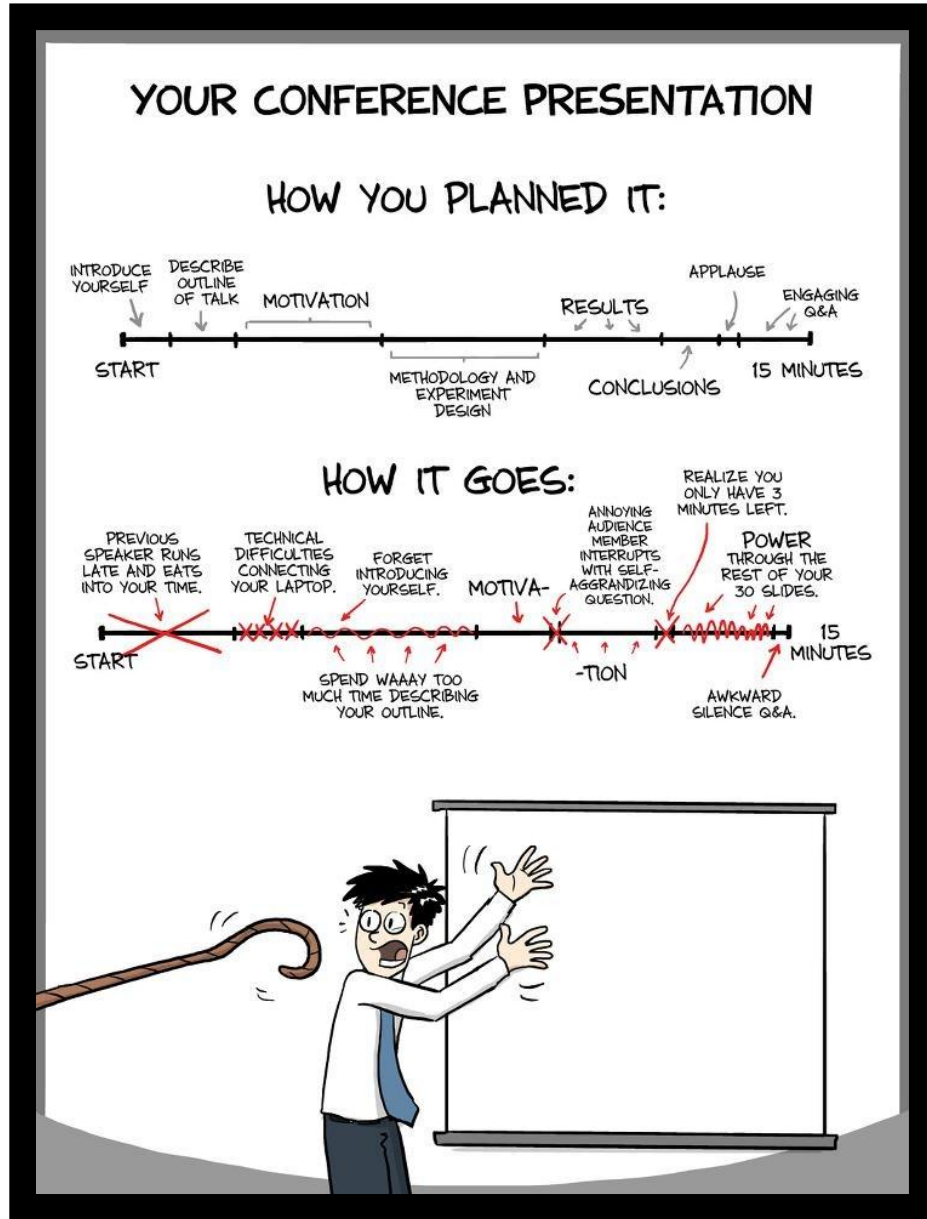 YOUR CONFERENCE PRESENTATION
HOW YOU PLANNED IT:
INTRODUCE
YOURSELF
DESCRIBE
OUTLINE
OF TALK
MOTIVATION
METHODOLOGY AND
EXPERIMENT
DESIGN
RESULTS
CONCLUSIONS
APPLAUSE
ENGAGING
Q&A
START
15 MINUTES
HOW IT GOES:
PREVIOUS
SPEAKER RUNS
LATE AND EATS
INTO YOUR TIME.
TECHNICAL
DIFFICULTIES
CONNECTING
YOUR LAPTOP.
FORGET
INTRODUCING
YOURSELF.
SPEND WAAAY TOO
MUCH TIME DESCRIBING
YOUR OUTLINE.
MOTIVA-
ANNOYING
AUDIENCE
MEMBER
INTERRUPTS
WITH SELF-
AGGRANDIZING
QUESTION.
-TION
REALIZE YOU
ONLY HAVE 3
MINUTES LEFT.
POWER
THROUGH THE
REST OF YOUR
30 SLIDES.
AWKWARD
SILENCE Q&A.
START
15
MINUTES